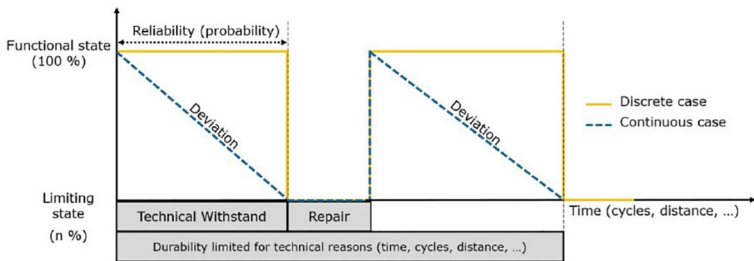 Reliability (probability)
Functional state
(100 %)
Deviation
Deviation
Discrete case
Continuous case
Limiting
state
(n %)
Technical Withstand
Repair
Time (cycles, distance, ...)
Durability limited for technical reasons (time, cycles, distance, ...)